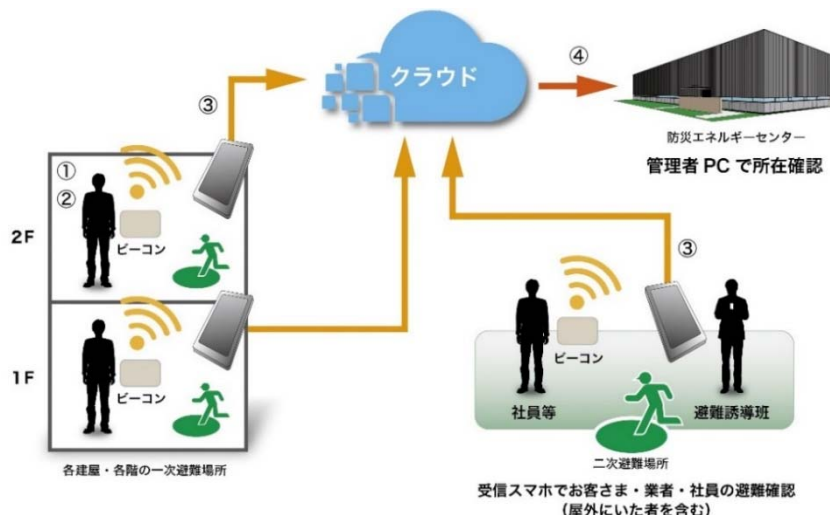 クラウド
④
防災エネルギーセンター
管理者 PC で所在確認
③
①
②
2F
ビーコン
1F
ビーコン
各建屋・各階の一次避難場所
③
ビーコン
社員等
避難誘導班
二次避難場所
受信スマホでお客さま・業者・社員の避難確認
(屋外にいた者を含む)